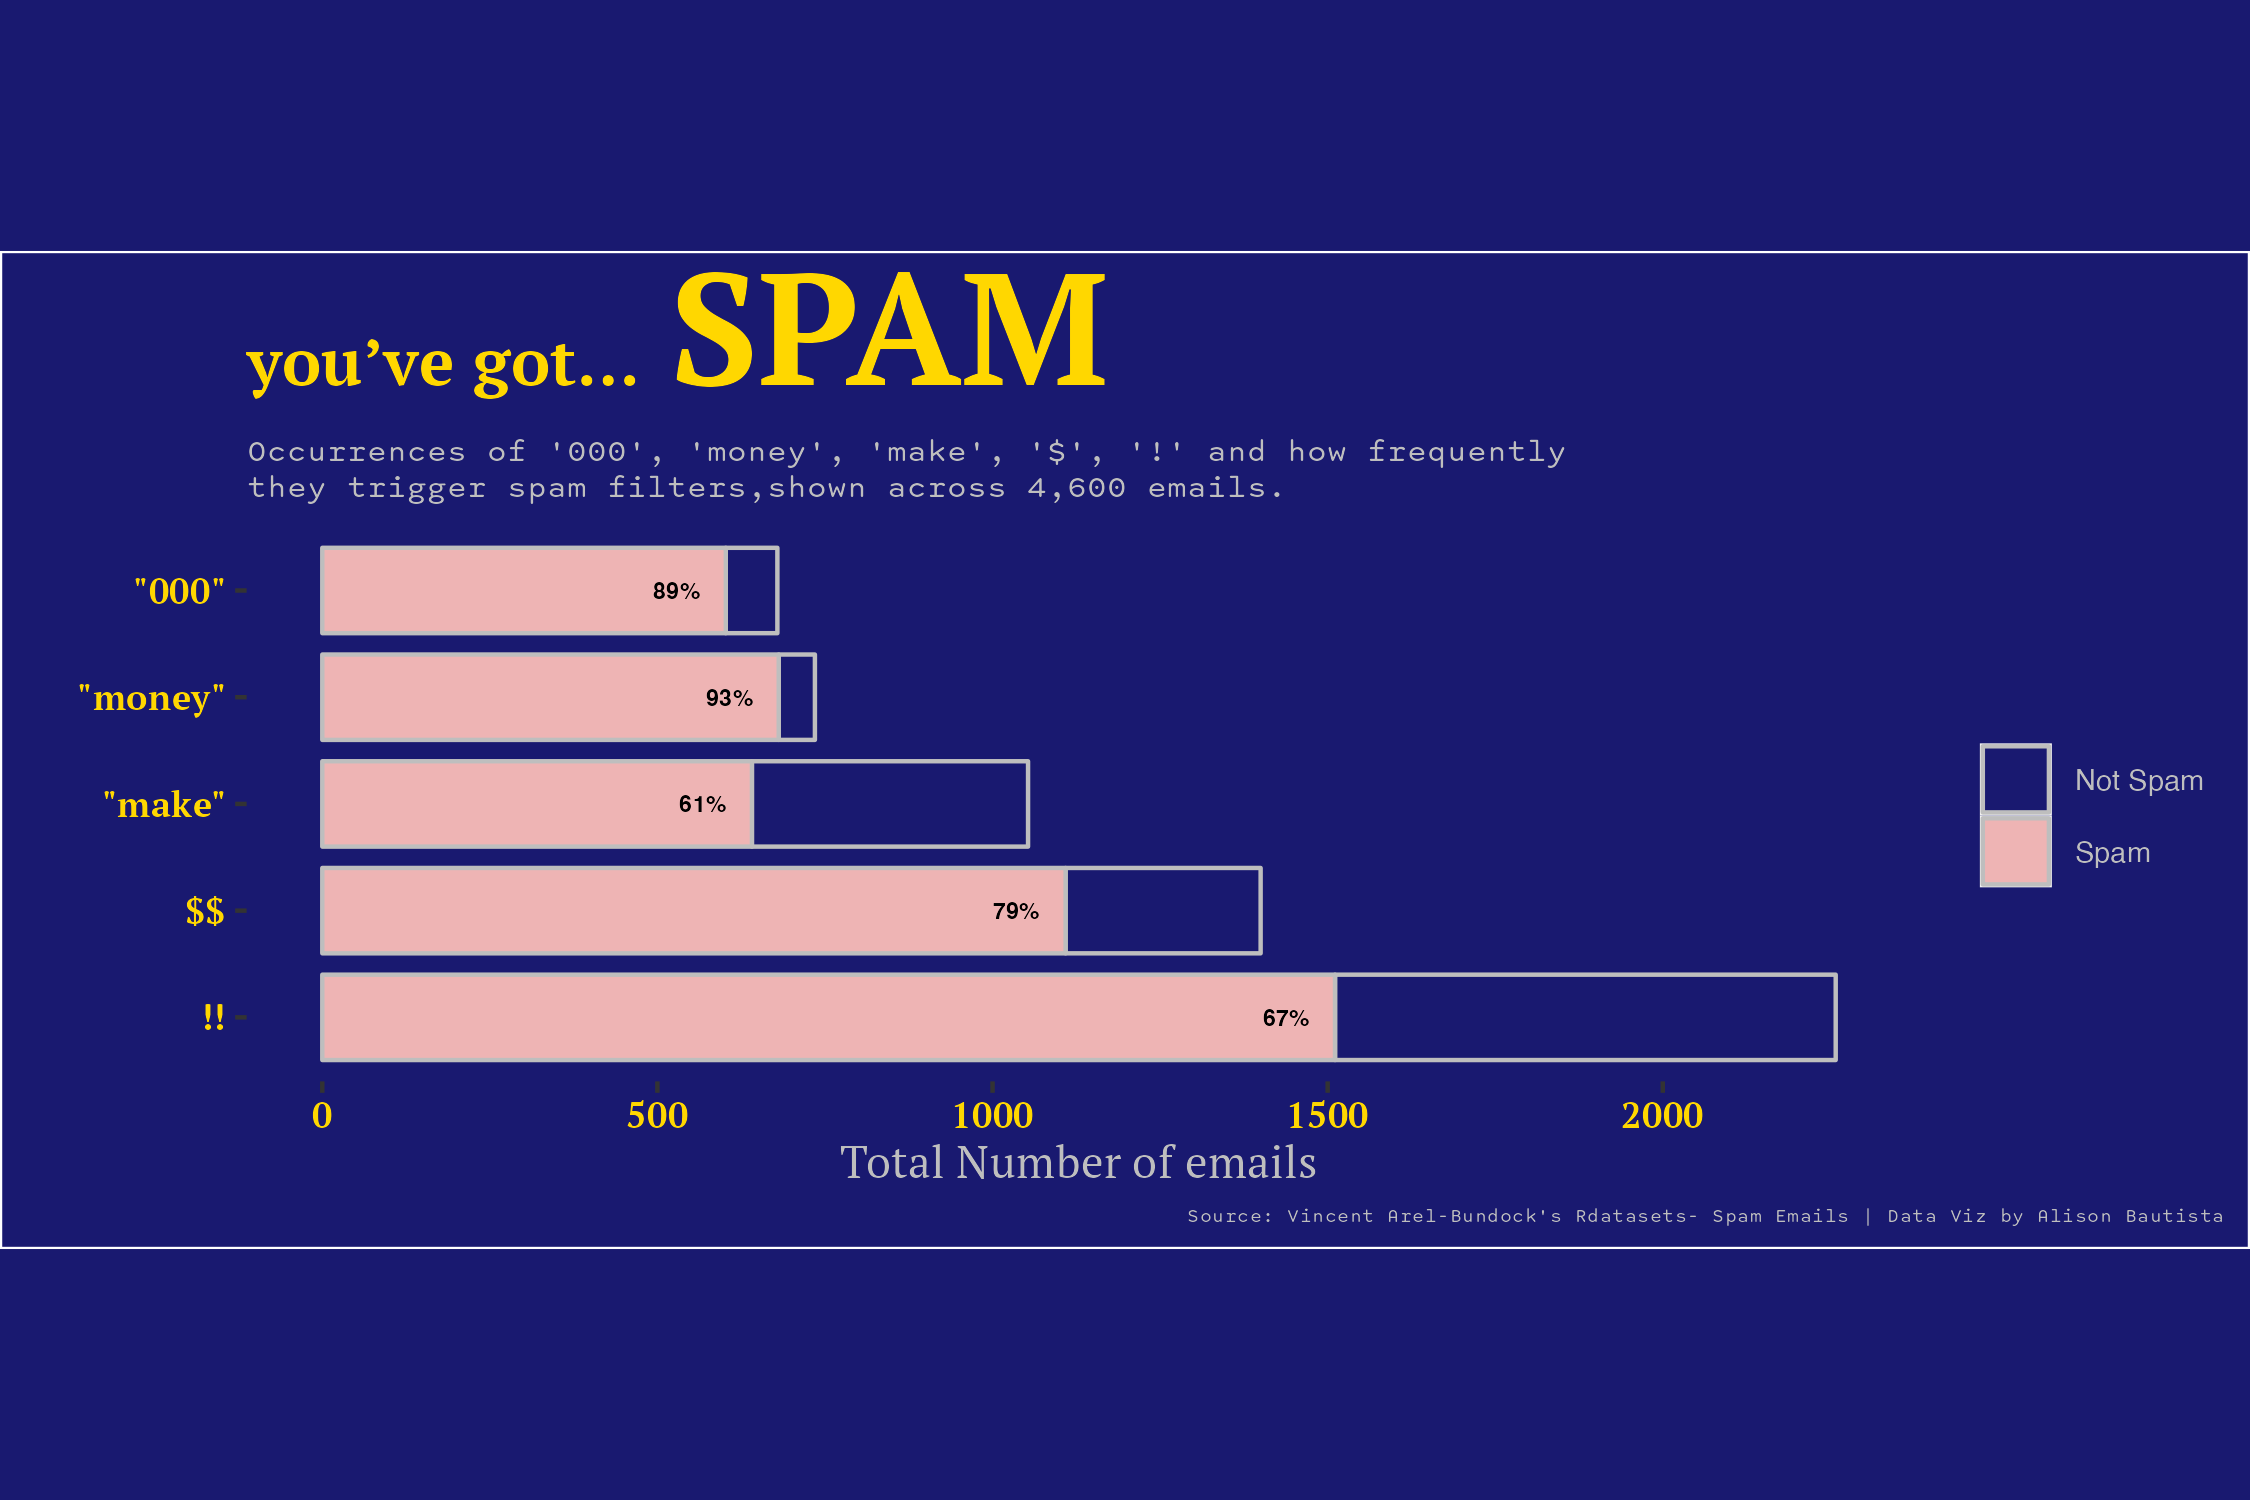 you’ve got... SPAM
Occurrences of '000', 'money', 'make', '$', '!' and how frequently
they trigger spam filters,shown across 4,600 emails.
"000"
89%
"money"
93%
"make"
61%
$$
79%
!!
67%
Not Spam
Spam
0 500 1000 1500 2000
Total Number of emails
Source: Vincent Arel-Bundock's Rdatasets- Spam Emails | Data Viz by Alison Bautista